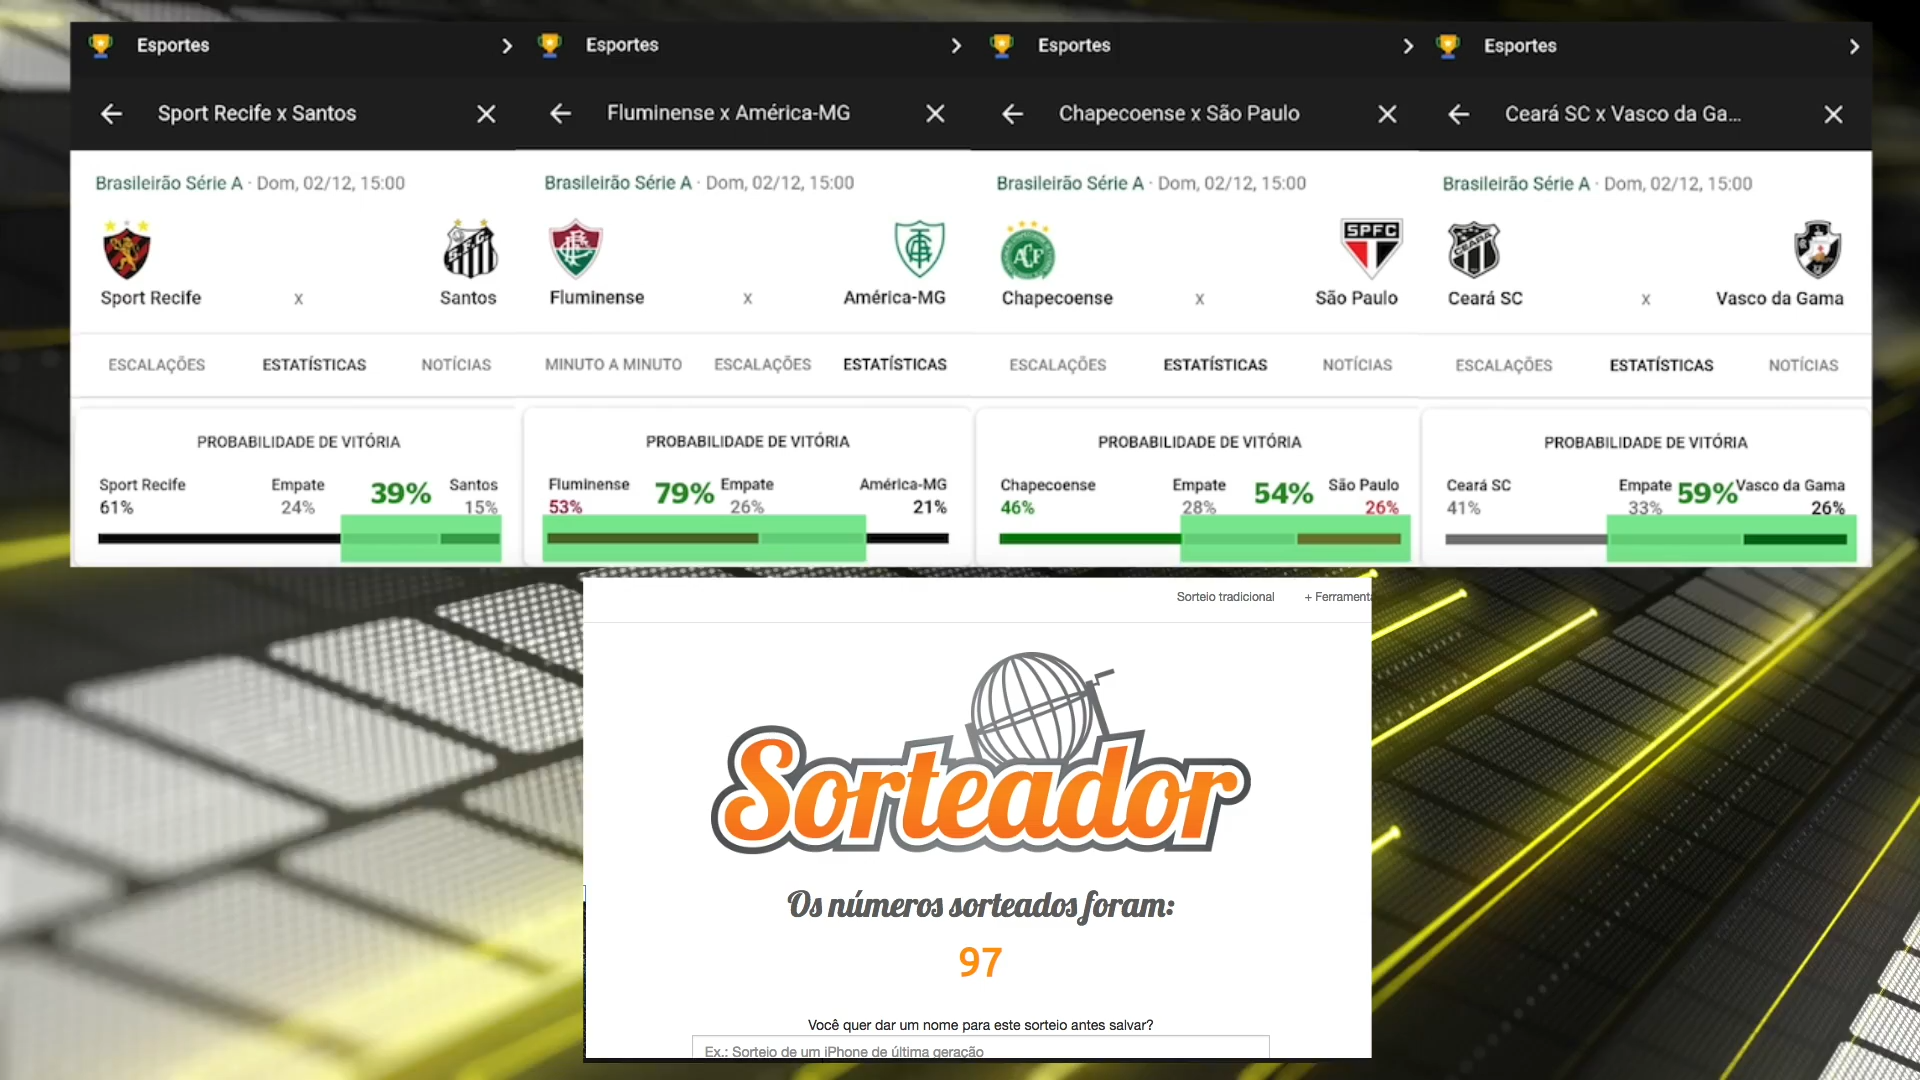 Esportes
Sport Recife x Santos
Brasileirão Série A · Dom, 02/12, 15:00
Sport Recife x Santos
ESCALAÇÕES ESTATÍSTICAS NOTÍCIAS
PROBABILIDADE DE VITÓRIA
Sport Recife Empate 39% Santos
61% 24% 15%
Esportes
Fluminense x América-MG
Brasileirão Série A · Dom, 02/12, 15:00
Fluminense x América-MG
MINUTO A MINUTO ESCALAÇÕES ESTATÍSTICAS
PROBABILIDADE DE VITÓRIA
Fluminense 79% Empate América-MG
53% 26% 21%
Esportes
Chapecoense x São Paulo
Brasileirão Série A · Dom, 02/12, 15:00
SPFC
Chapecoense x São Paulo
ESCALAÇÕES ESTATÍSTICAS NOTÍCIAS
PROBABILIDADE DE VITÓRIA
Chapecoense Empate 54% São Paulo
46% 28% 26%
Esportes
Ceará SC x Vasco da Ga...
Brasileirão Série A · Dom, 02/12, 15:00
Ceará SC x Vasco da Gama
ESCALAÇÕES ESTATÍSTICAS NOTÍCIAS
PROBABILIDADE DE VITÓRIA
Ceará SC Empate 59% Vasco da Gama
41% 33% 26%
Sorteio tradicional + Ferramenta
Sorteador
Os números sorteados foram:
97
Você quer dar um nome para este sorteio antes salvar?
Ex.: Sorteio de um iPhone de última geração